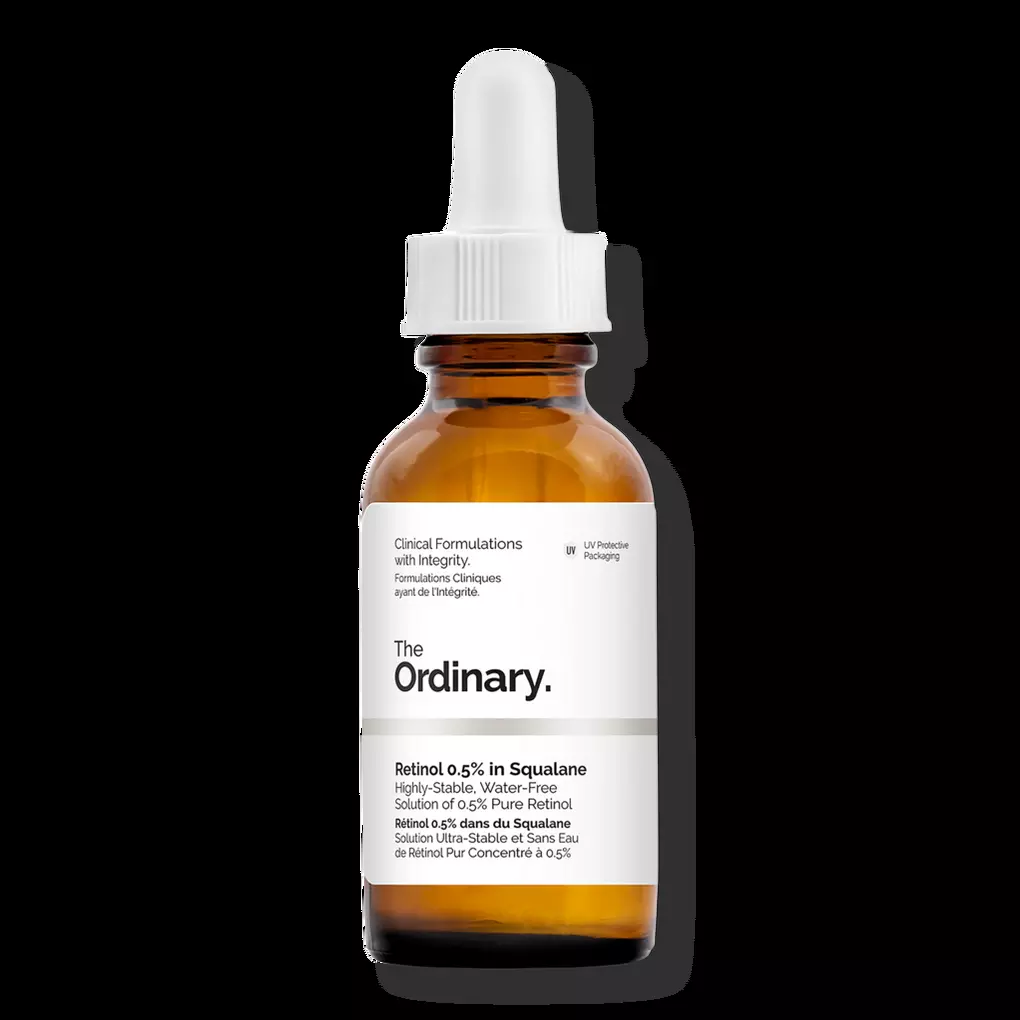 Clinical Formulations
with Integrity.
Formulations Cliniques
ayant de l'Intégrité.
UV
UV Protective
Packaging
The
Ordinary.
Retinol 0.5% in Squalane
Highly-Stable, Water-Free
Solution of 0.5% Pure Retinol
Rétinol 0.5% dans du Squalane
Solution Ultra-Stable et Sans Eau
de Rétinol Pur Concentré à 0.5%